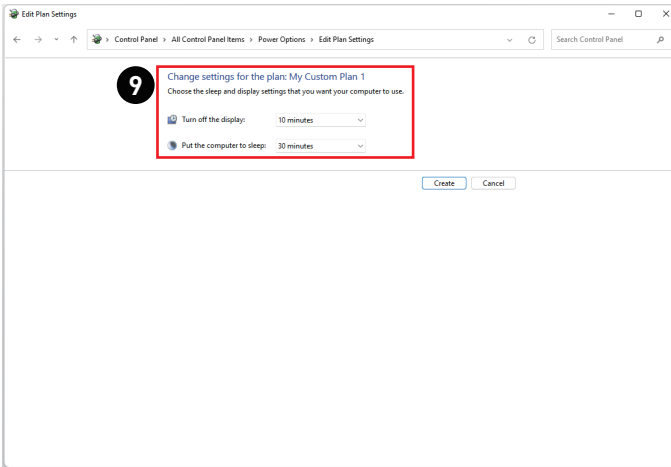 Edit Plan Settings
Control Panel > All Control Panel Items > Power Options > Edit Plan Settings
Search Control Panel
9
Change settings for the plan: My Custom Plan 1
Choose the sleep and display settings that you want your computer to use.
Turn off the display: 10 minutes
Put the computer to sleep: 30 minutes
Create Cancel